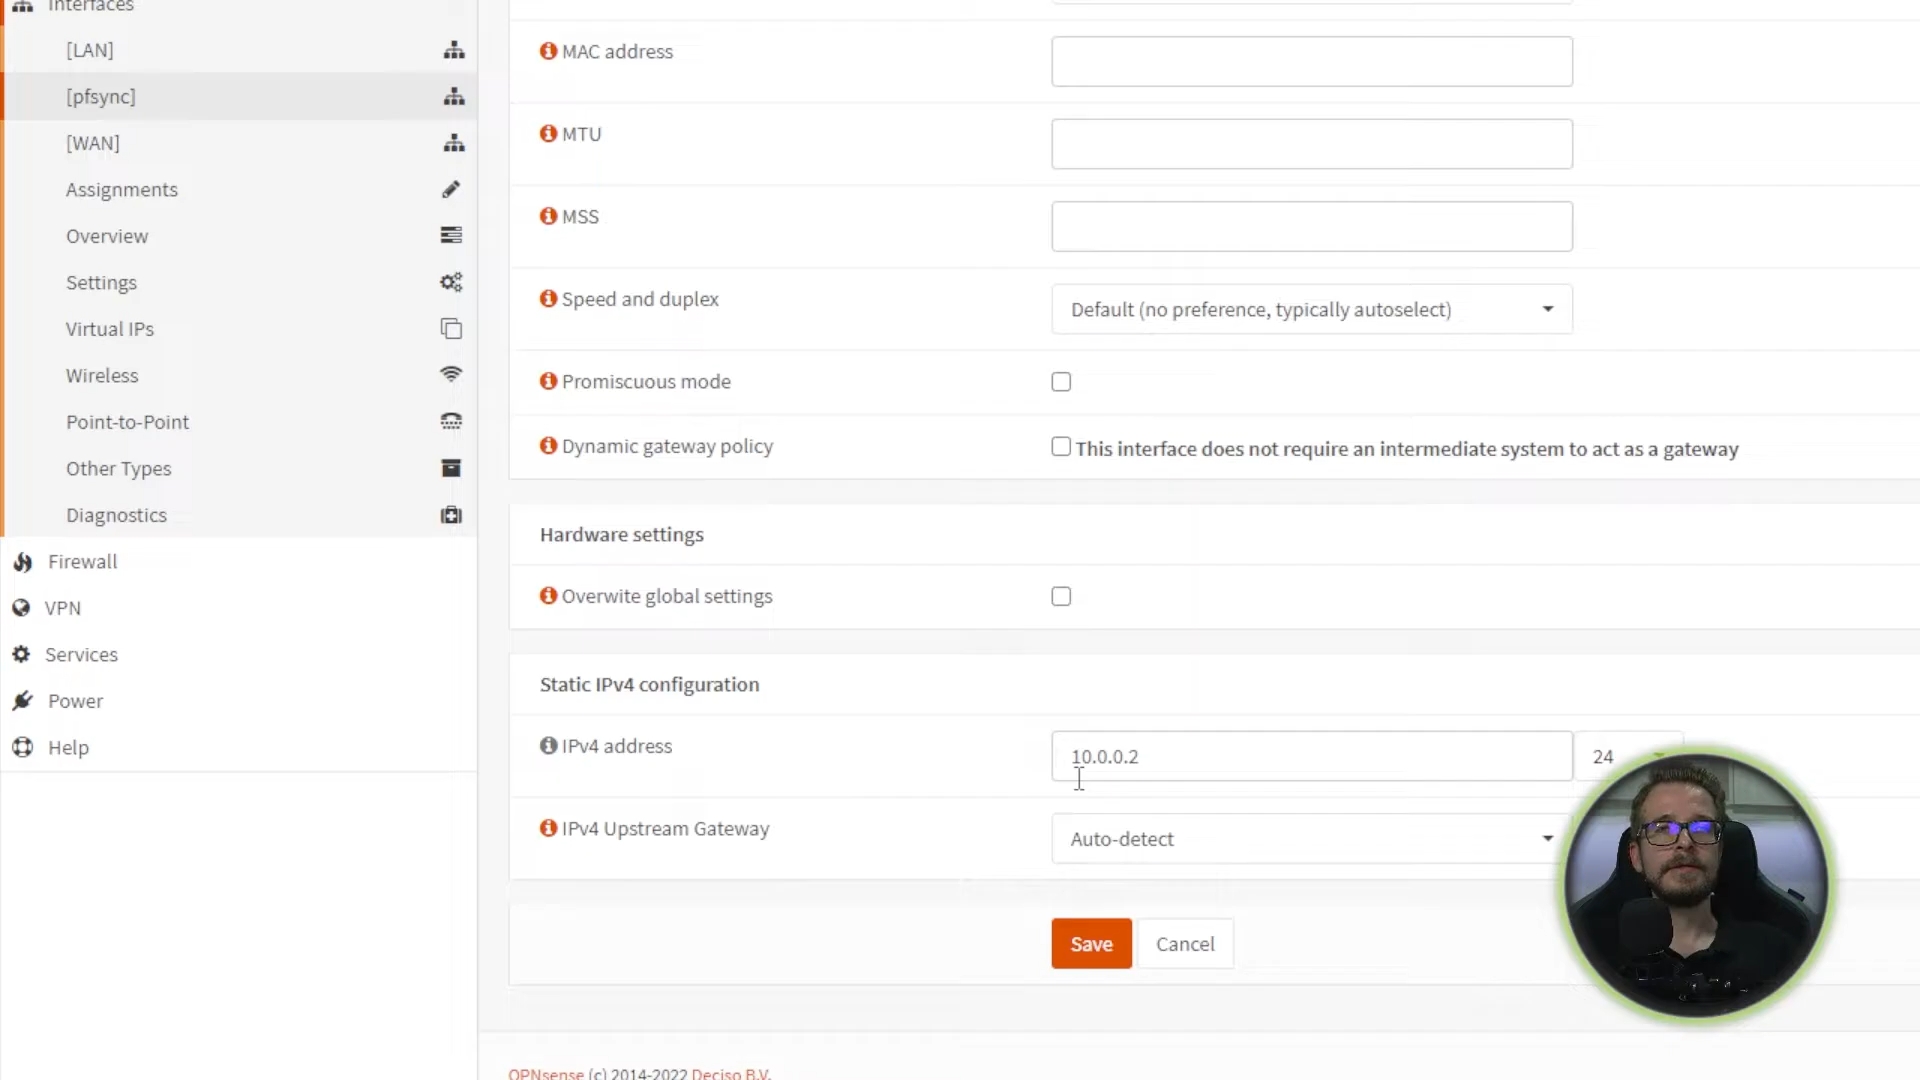 Interfaces
[LAN]
[pfsync]
[WAN]
Assignments
Overview
Settings
Virtual IPs
Wireless
Point-to-Point
Other Types
Diagnostics
Firewall
VPN
Services
Power
Help
MAC address
MTU
MSS
Speed and duplex
Default (no preference, typically autoselect)
Promiscuous mode
Dynamic gateway policy
This interface does not require an intermediate system to act as a gateway
Hardware settings
Overwite global settings
Static IPv4 configuration
IPv4 address
10.0.0.2
24
IPv4 Upstream Gateway
Auto-detect
Save
Cancel
OPNsense (c) 2014-2022 Deciso B.V.